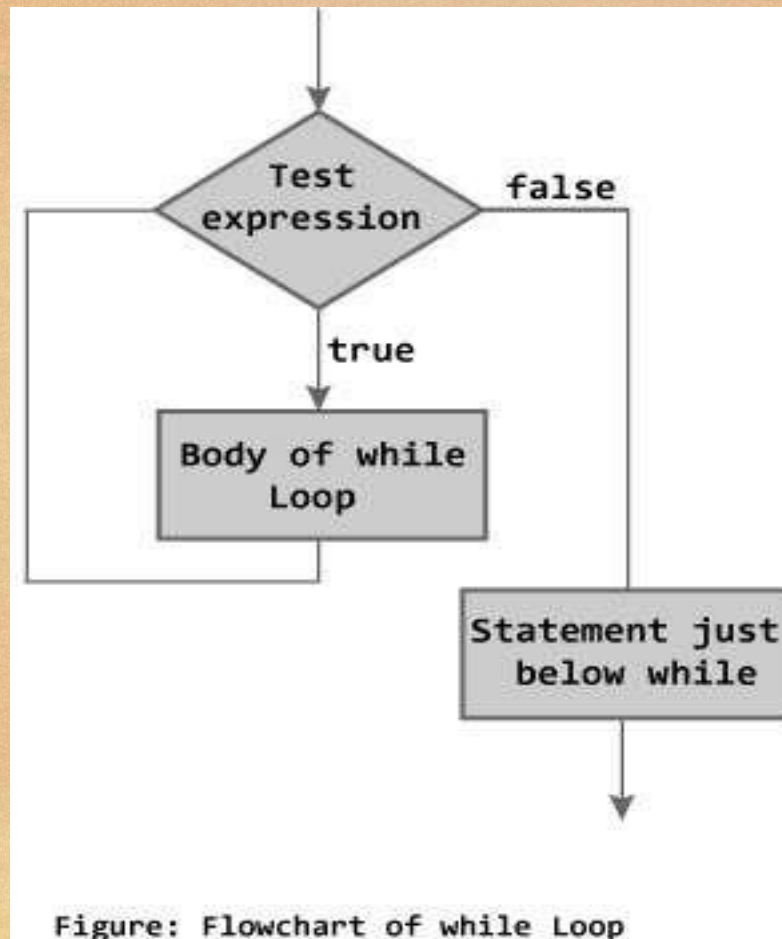 Test
expression
false
true
Body of while
Loop
Statement just
below while
Figure: Flowchart of while Loop